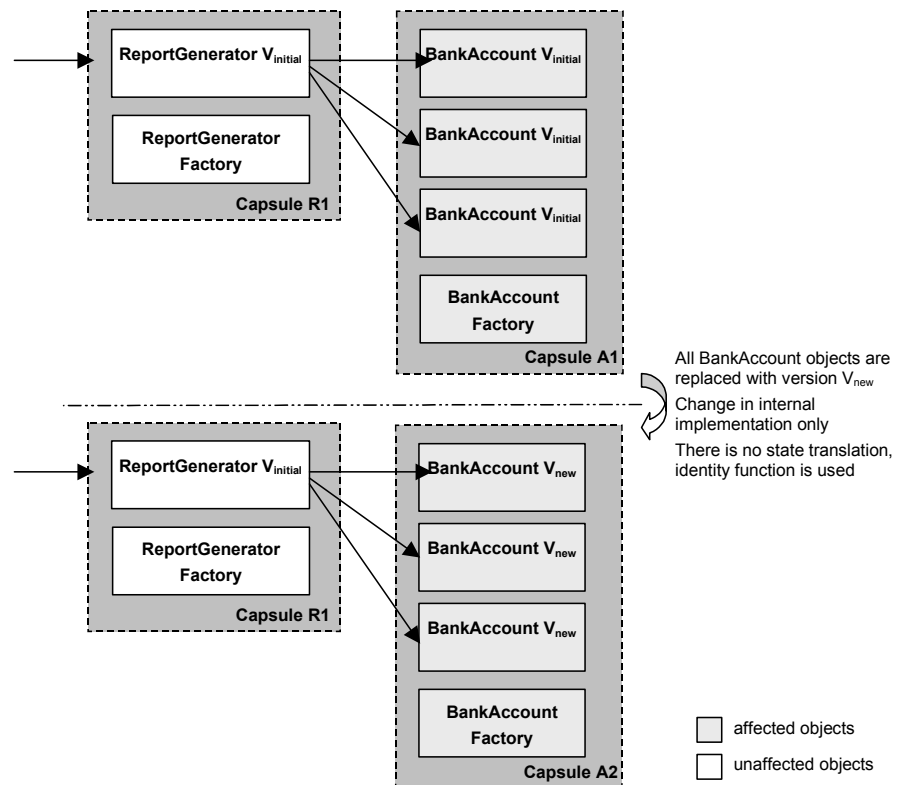 ReportGenerator Vinitial
ReportGenerator
Factory
Capsule R1
BankAccount Vinitial
BankAccount Vinitial
BankAccount Vinitial
BankAccount
Factory
Capsule A1
All BankAccount objects are
replaced with version Vnew
Change in internal
implementation only
There is no state translation,
identity function is used
ReportGenerator Vinitial
ReportGenerator
Factory
Capsule R1
BankAccount Vnew
BankAccount Vnew
BankAccount Vnew
BankAccount
Factory
Capsule A2
affected objects
unaffected objects